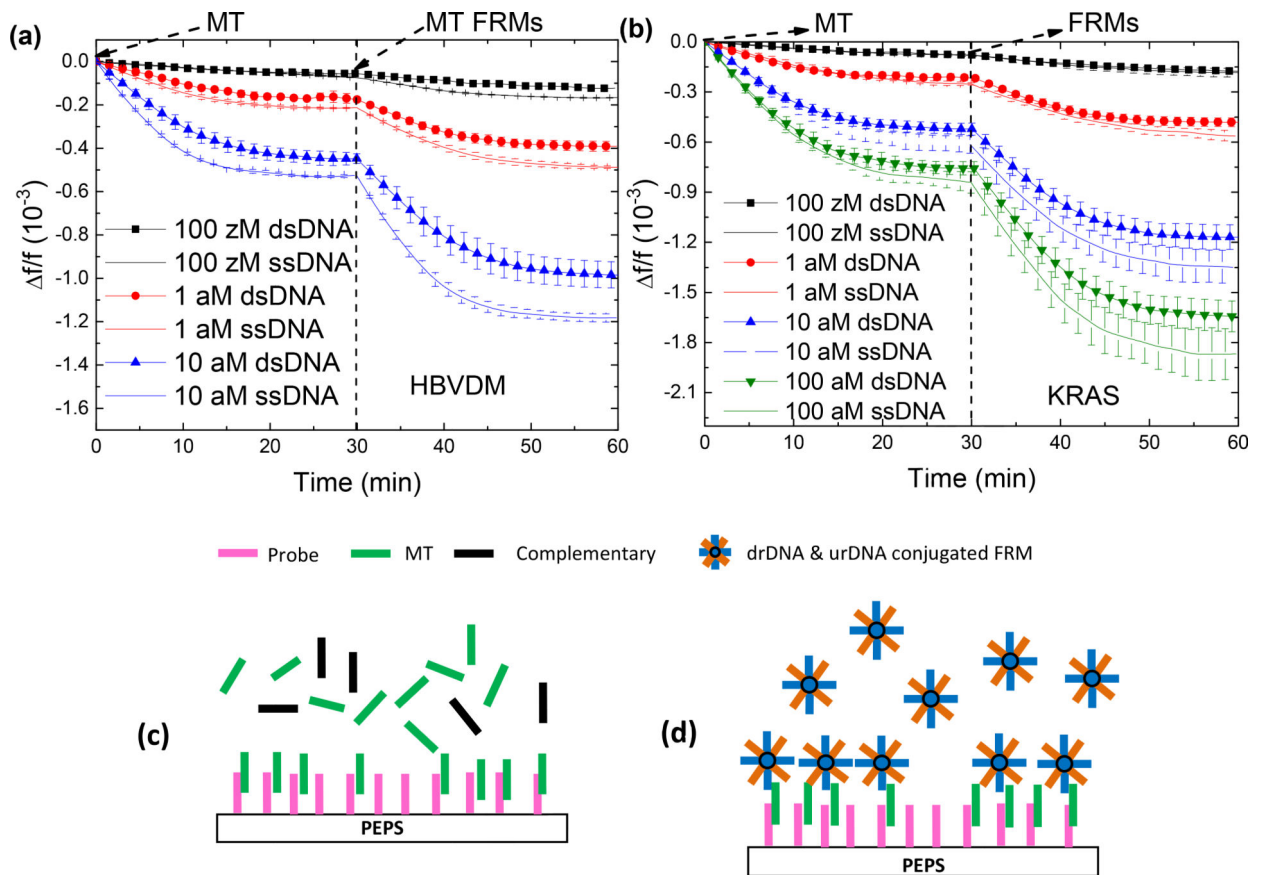 (a)
MT
MT FRMs
0.0
-0.2
-0.4
-0.6
-0.8
-1.0
-1.2
-1.4
-1.6
Δf/f (10⁻³)
100 zM dsDNA
100 zM ssDNA
1 aM dsDNA
1 aM ssDNA
10 aM dsDNA
10 aM ssDNA
HBVDM
0 10 20 30 40 50 60
Time (min)
(b)
MT
FRMs
0.0
-0.3
-0.6
-0.9
-1.2
-1.5
-1.8
-2.1
Δf/f (10⁻³)
100 zM dsDNA
100 zM ssDNA
1 aM dsDNA
1 aM ssDNA
10 aM dsDNA
10 aM ssDNA
100 aM dsDNA
100 aM ssDNA
KRAS
0 10 20 30 40 50 60
Time (min)
Probe MT Complementary drDNA & urDNA conjugated FRM
(c)
PEPS
(d)
PEPS